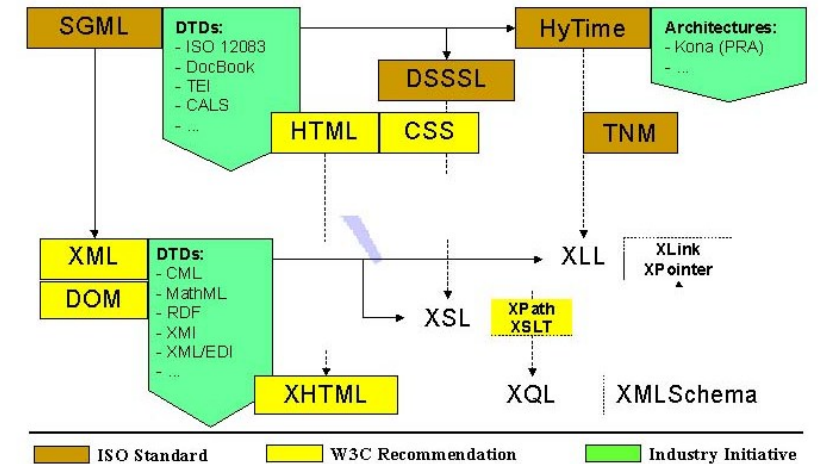 SGML
DTDs:
- ISO 12083
- DocBook
- TEI
- CALS
- ...
HyTime
Architectures:
- Kona (PRA)
- ...
DSSSL
HTML
CSS
TNM
XML
DOM
DTDs:
- CML
- MathML
- RDF
- XMI
- XML/EDI
- ...
XLL
XLink
XPointer
XSL
XPath
XSLT
XHTML
XQL
XMLSchema
ISO Standard
W3C Recommendation
Industry Initiative